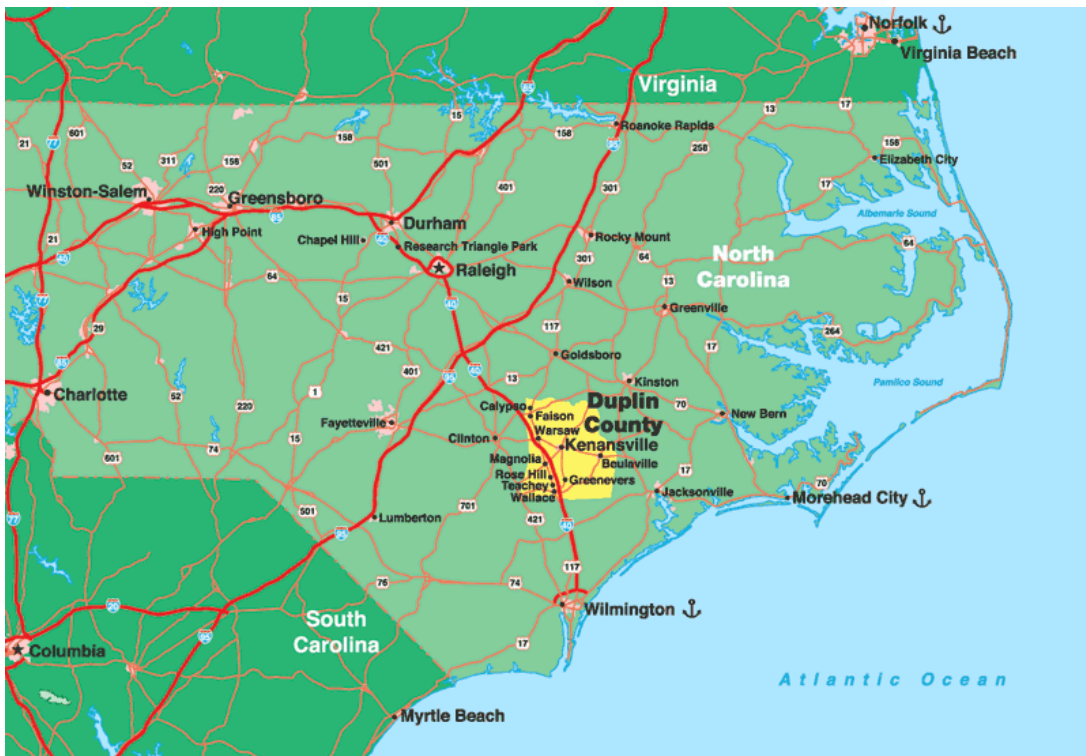 Norfolk
Virginia Beach
Virginia
85
15
13
17
77
21
601
Roanoke Rapids
158
158
258
158
501
95
52
311
158
Elizabeth City
401
301
17
Winston-Salem
220
Greensboro
85
Durham
Albemarle Sound
High Point
Chapel Hill
40
Research Triangle Park
Rocky Mount
21
40
301
64
64
North
Carolina
Raleigh
64
77
15
40
Wilson
13
Greenville
29
117
264
421
17
85
95
40
Goldsboro
401
13
Kinston
Pamlico Sound
Charlotte
52
1
220
Calypso
Duplin
County
70
New Bern
Faison
Fayetteville
Warsaw
15
Clinton
Kenansville
74
601
Magnolia
Beulaville
17
Rose Hill
Greenevers
Teachey
70
Wallace
Jacksonville
Morehead City
501
701
77
Lumberton
421
40
95
117
76
74
20
Wilmington
South
Carolina
95
17
Columbia
Atlantic Ocean
Myrtle Beach